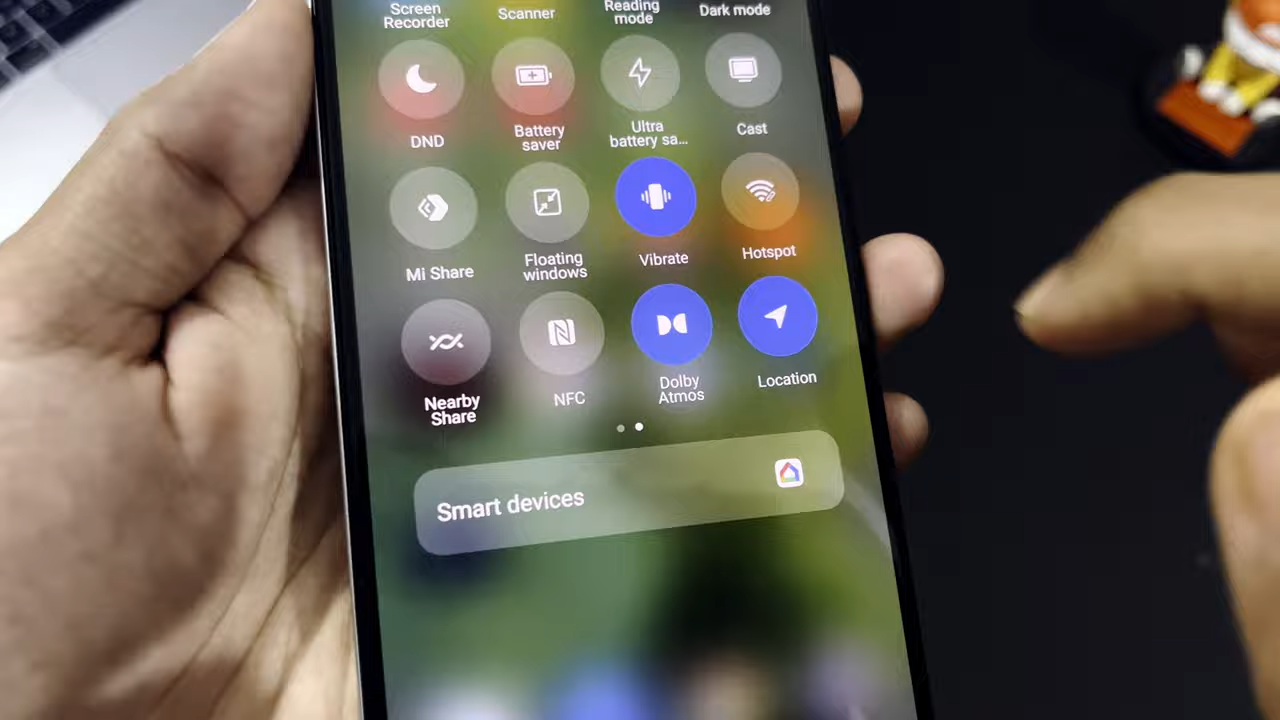 Screen
Recorder
Scanner
Reading
mode
Dark mode
DND
Battery
saver
Ultra
battery sa...
Cast
Mi Share
Floating
windows
Vibrate
Hotspot
Nearby
Share
NFC
Dolby
Atmos
Location
Smart devices